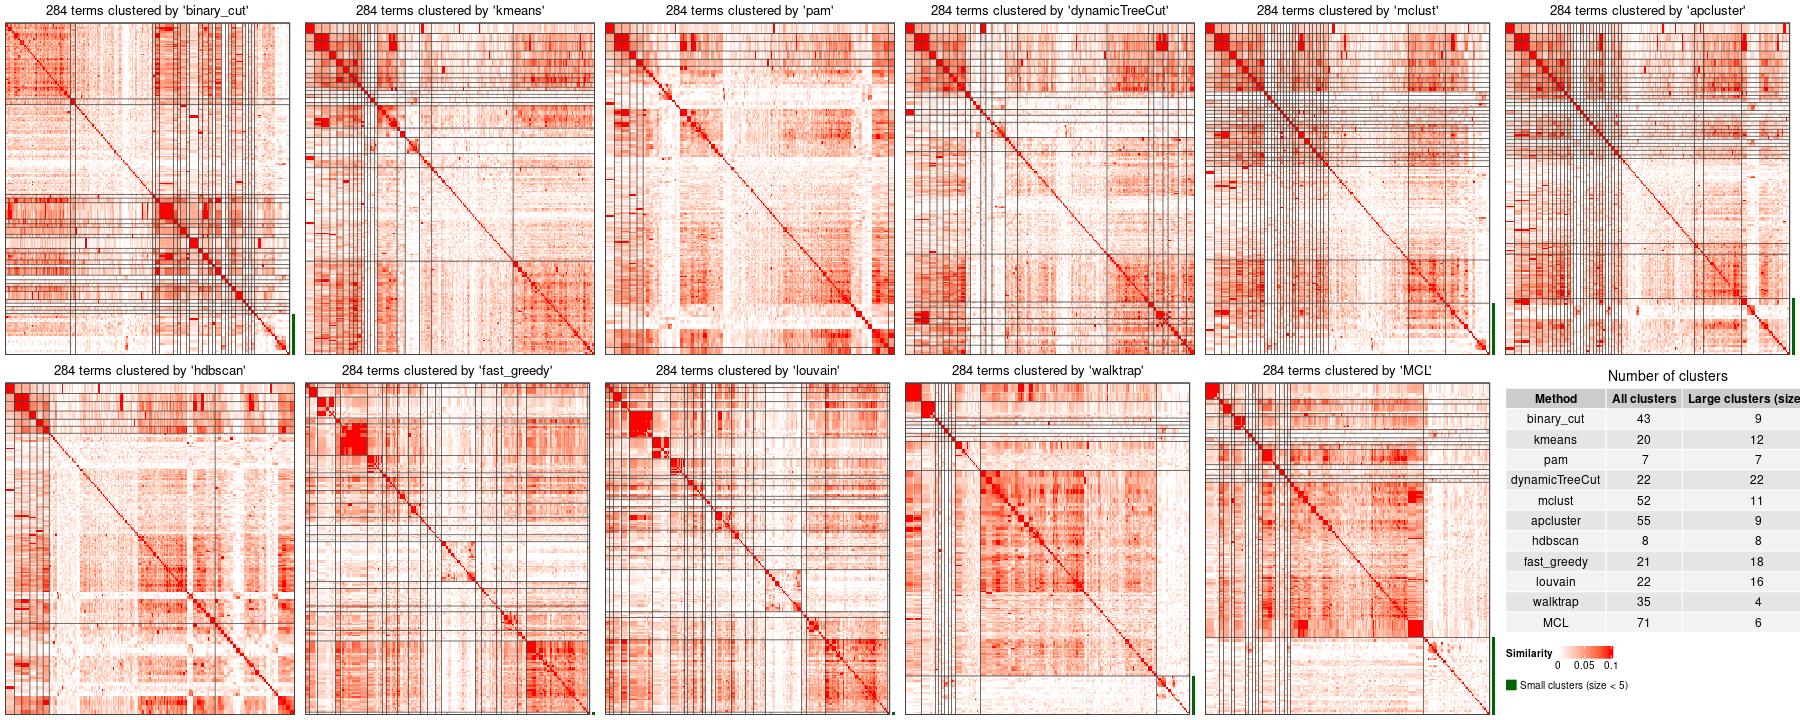 284 terms clustered by 'binary_cut'
284 terms clustered by 'kmeans'
284 terms clustered by 'pam'
284 terms clustered by 'dynamicTreeCut'
284 terms clustered by 'mclust'
284 terms clustered by 'apcluster'
284 terms clustered by 'hdbscan'
284 terms clustered by 'fast_greedy'
284 terms clustered by 'louvain'
284 terms clustered by 'walktrap'
284 terms clustered by 'MCL'
Number of clusters
Method All clusters Large clusters (size
binary_cut 43 9
kmeans 20 12
pam 7 7
dynamicTreeCut 22 22
mclust 52 11
apcluster 55 9
hdbscan 8 8
fast_greedy 21 18
louvain 22 16
walktrap 35 4
MCL 71 6
Similarity
0 0.05 0.1
Small clusters (size < 5)